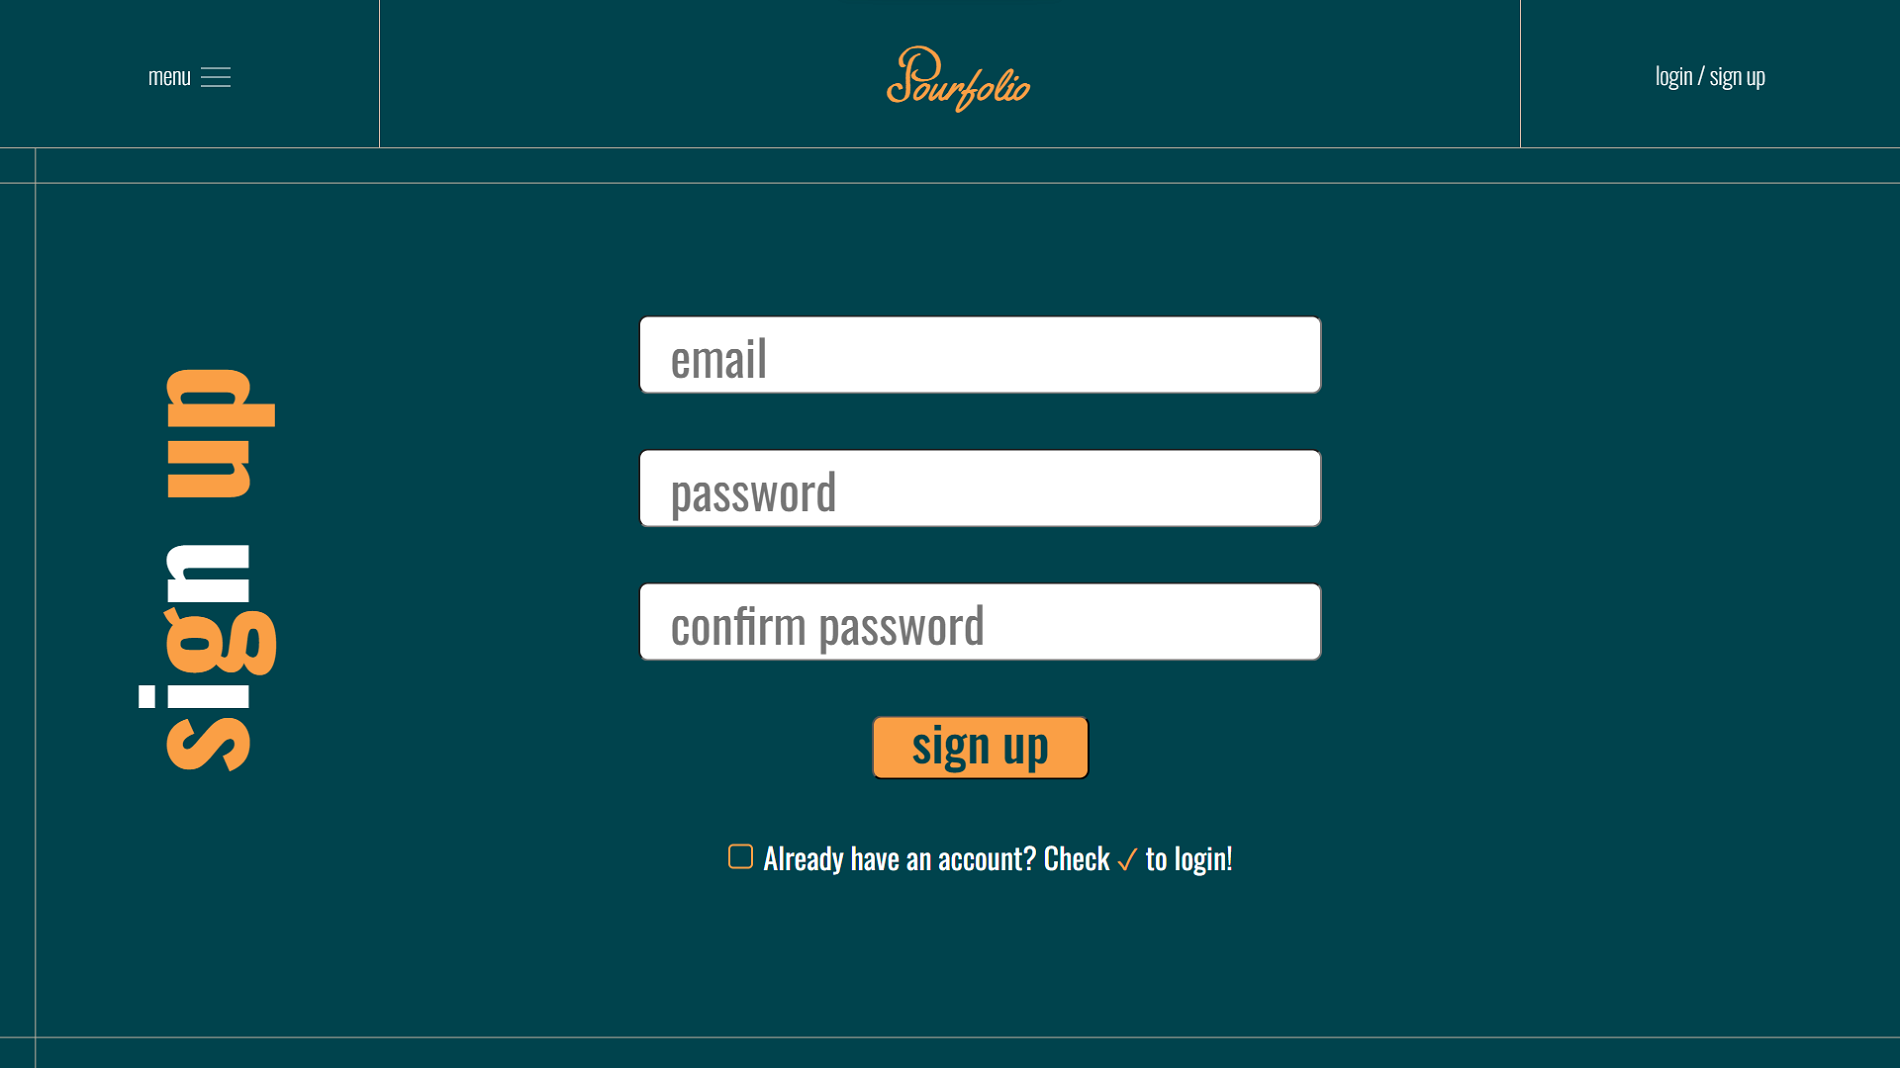 menu
Pourfolio
login / sign up
sign up
email
password
confirm password
sign up
Already have an account? Check ✓ to login!